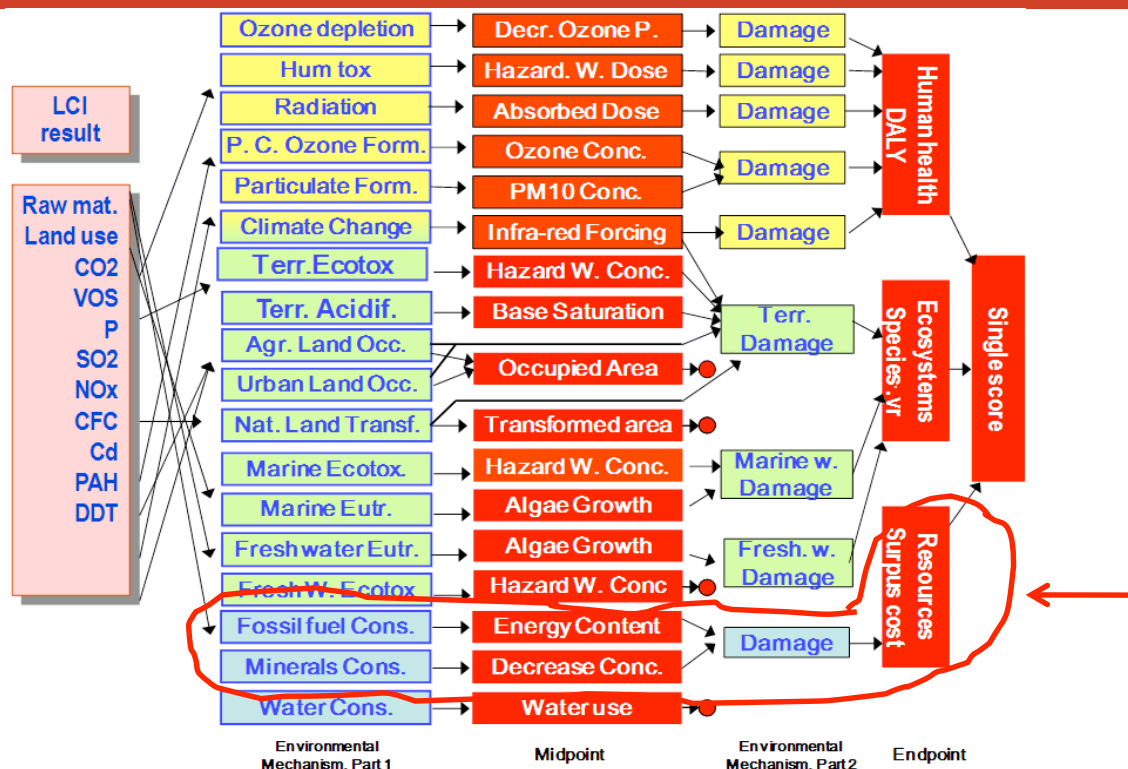 LCI
result
Raw mat.
Land use
CO2
VOS
P
SO2
NOx
CFC
Cd
PAH
DDT
Ozone depletion
Hum tox
Radiation
P. C. Ozone Form.
Particulate Form.
Climate Change
Terr.Ecotox
Terr. Acidif.
Agr. Land Occ.
Urban Land Occ.
Nat. Land Transf.
Marine Ecotox.
Marine Eutr.
Freshwater Eutr.
Fresh W. Ecotox
Fossil fuel Cons.
Minerals Cons.
Water Cons.
Environmental
Mechanism, Part 1
Decr. Ozone P.
Hazard. W. Dose
Absorbed Dose
Ozone Conc.
PM10 Conc.
Infra-red Forcing
Hazard W. Conc.
Base Saturation
Occupied Area
Transformed area
Hazard W. Conc.
Algae Growth
Algae Growth
Hazard W. Conc
Energy Content
Decrease Conc.
Water use
Midpoint
Damage
Damage
Damage
Damage
Damage
Terr.
Damage
Marine w.
Damage
Fresh. w.
Damage
Damage
Environmental
Mechanism, Part 2
Human health
DALY
Ecosystems
Species.yr
Resources
Surpus cost
Endpoint
Single score